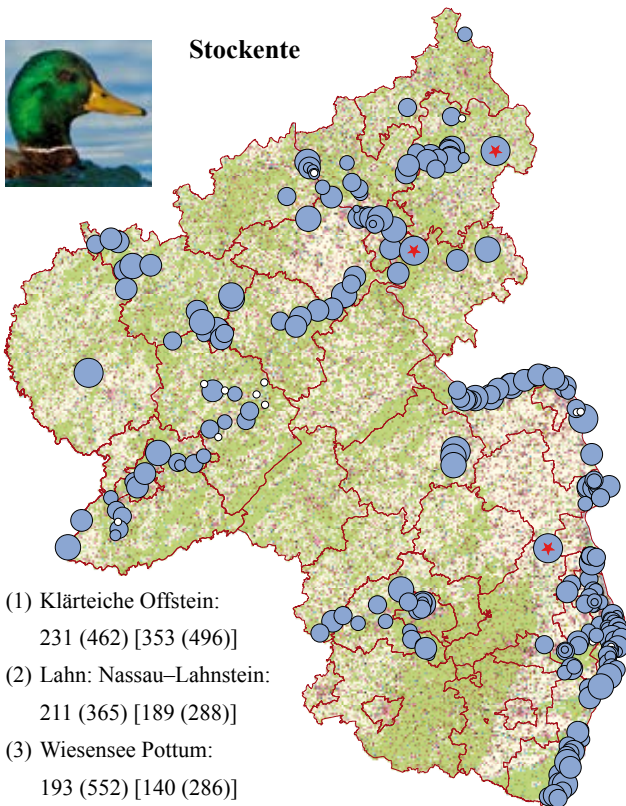 Stockente
(1) Klärteiche Offstein:
231 (462) [353 (496)]
(2) Lahn: Nassau–Lahnstein:
211 (365) [189 (288)]
(3) Wiesensee Pottum:
193 (552) [140 (286)]